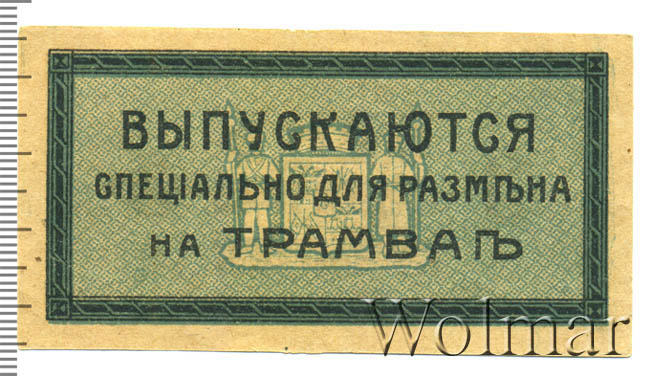 ВЫПУСКАЮТСЯ
СПЕЦІАЛЬНО ДЛЯ РАЗМѢНА
НА ТРАМВАѢ
Wolmar